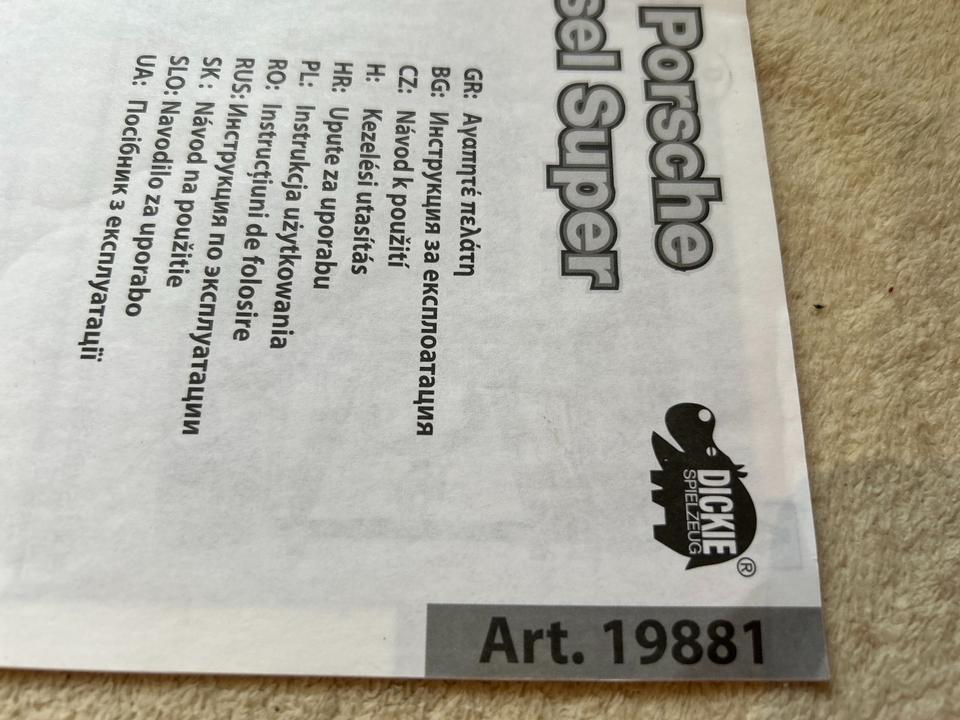 Porsche
sel Super
GR: Αγαπητέ πελάτη
BG: Инструкция за експлоатация
CZ: Návod k použití
H: Kezelési utasítás
HR: Upute za uporabu
PL: Instrukcja użytkowania
RO: Instrucţiuni de folosire
RUS: Инструкция по эксплуатации
SK : Návod na použitie
SLO: Navodilo za uporabo
UA: Посібник з експлуатації
DICKIE
SPIELZEUG
®
Art. 19881